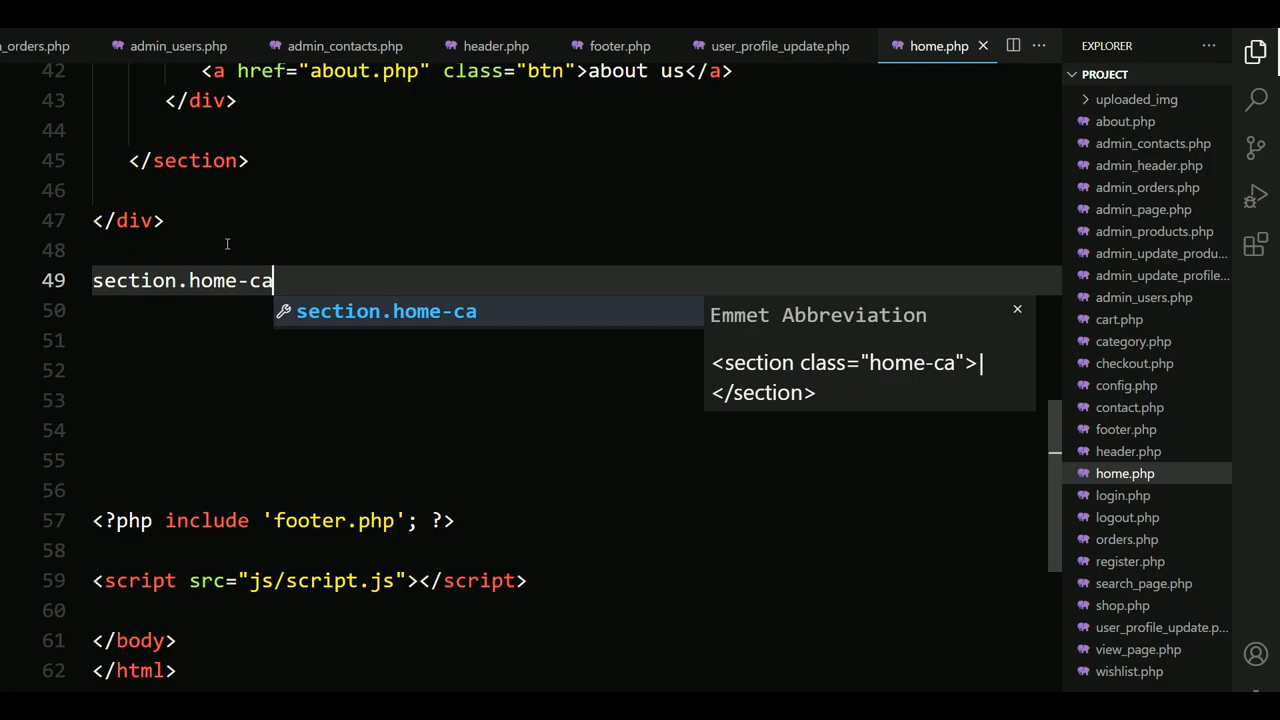 _orders.php admin_users.php admin_contacts.php header.php footer.php user_profile_update.php home.php
42 <a href="about.php" class="btn">about us</a>
43 </div>
44
45 </section>
46
47 </div>
48
49 section.home-ca
section.home-ca
Emmet Abbreviation
<section class="home-ca">|
</section>
50
51
52
53
54
55
56
57 <?php include 'footer.php'; ?>
58
59 <script src="js/script.js"></script>
60
61 </body>
62 </html>
EXPLORER
PROJECT
uploaded_img
about.php
admin_contacts.php
admin_header.php
admin_orders.php
admin_page.php
admin_products.php
admin_update_produ...
admin_update_profile...
admin_users.php
cart.php
category.php
checkout.php
config.php
contact.php
footer.php
header.php
home.php
login.php
logout.php
orders.php
register.php
search_page.php
shop.php
user_profile_update.p...
view_page.php
wishlist.php